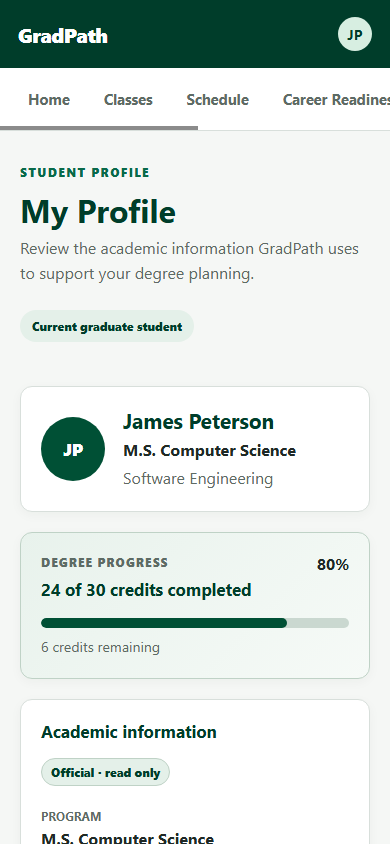 GradPath
JP
Home Classes Schedule Career Readines
STUDENT PROFILE
My Profile
Review the academic information GradPath uses
to support your degree planning.
Current graduate student
JP
James Peterson
M.S. Computer Science
Software Engineering
DEGREE PROGRESS
80%
24 of 30 credits completed
6 credits remaining
Academic information
Official · read only
PROGRAM
M.S. Computer Science